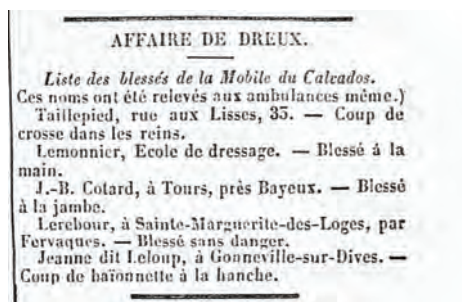 AFFAIRE DE DREUX.
Liste des blessés de la Mobile du Calvados.
Ces noms ont été relevés aux ambulances même.)
Taillepied, rue aux Lisses, 35. — Coup de
crosse dans les reins.
Lemonnier, Ecole de dressage. — Blessé à la
main.
J.-B. Cotard, à Tours, près Bayeux. — Blessé
à la jambe.
Lerebour, à Sainte-Marguerite-des-Loges, par
Fervaques. — Blessé sans danger.
Jeanne dit Leloup, à Gonneville-sur-Dives. —
Coup de baïonnette à la hanche.